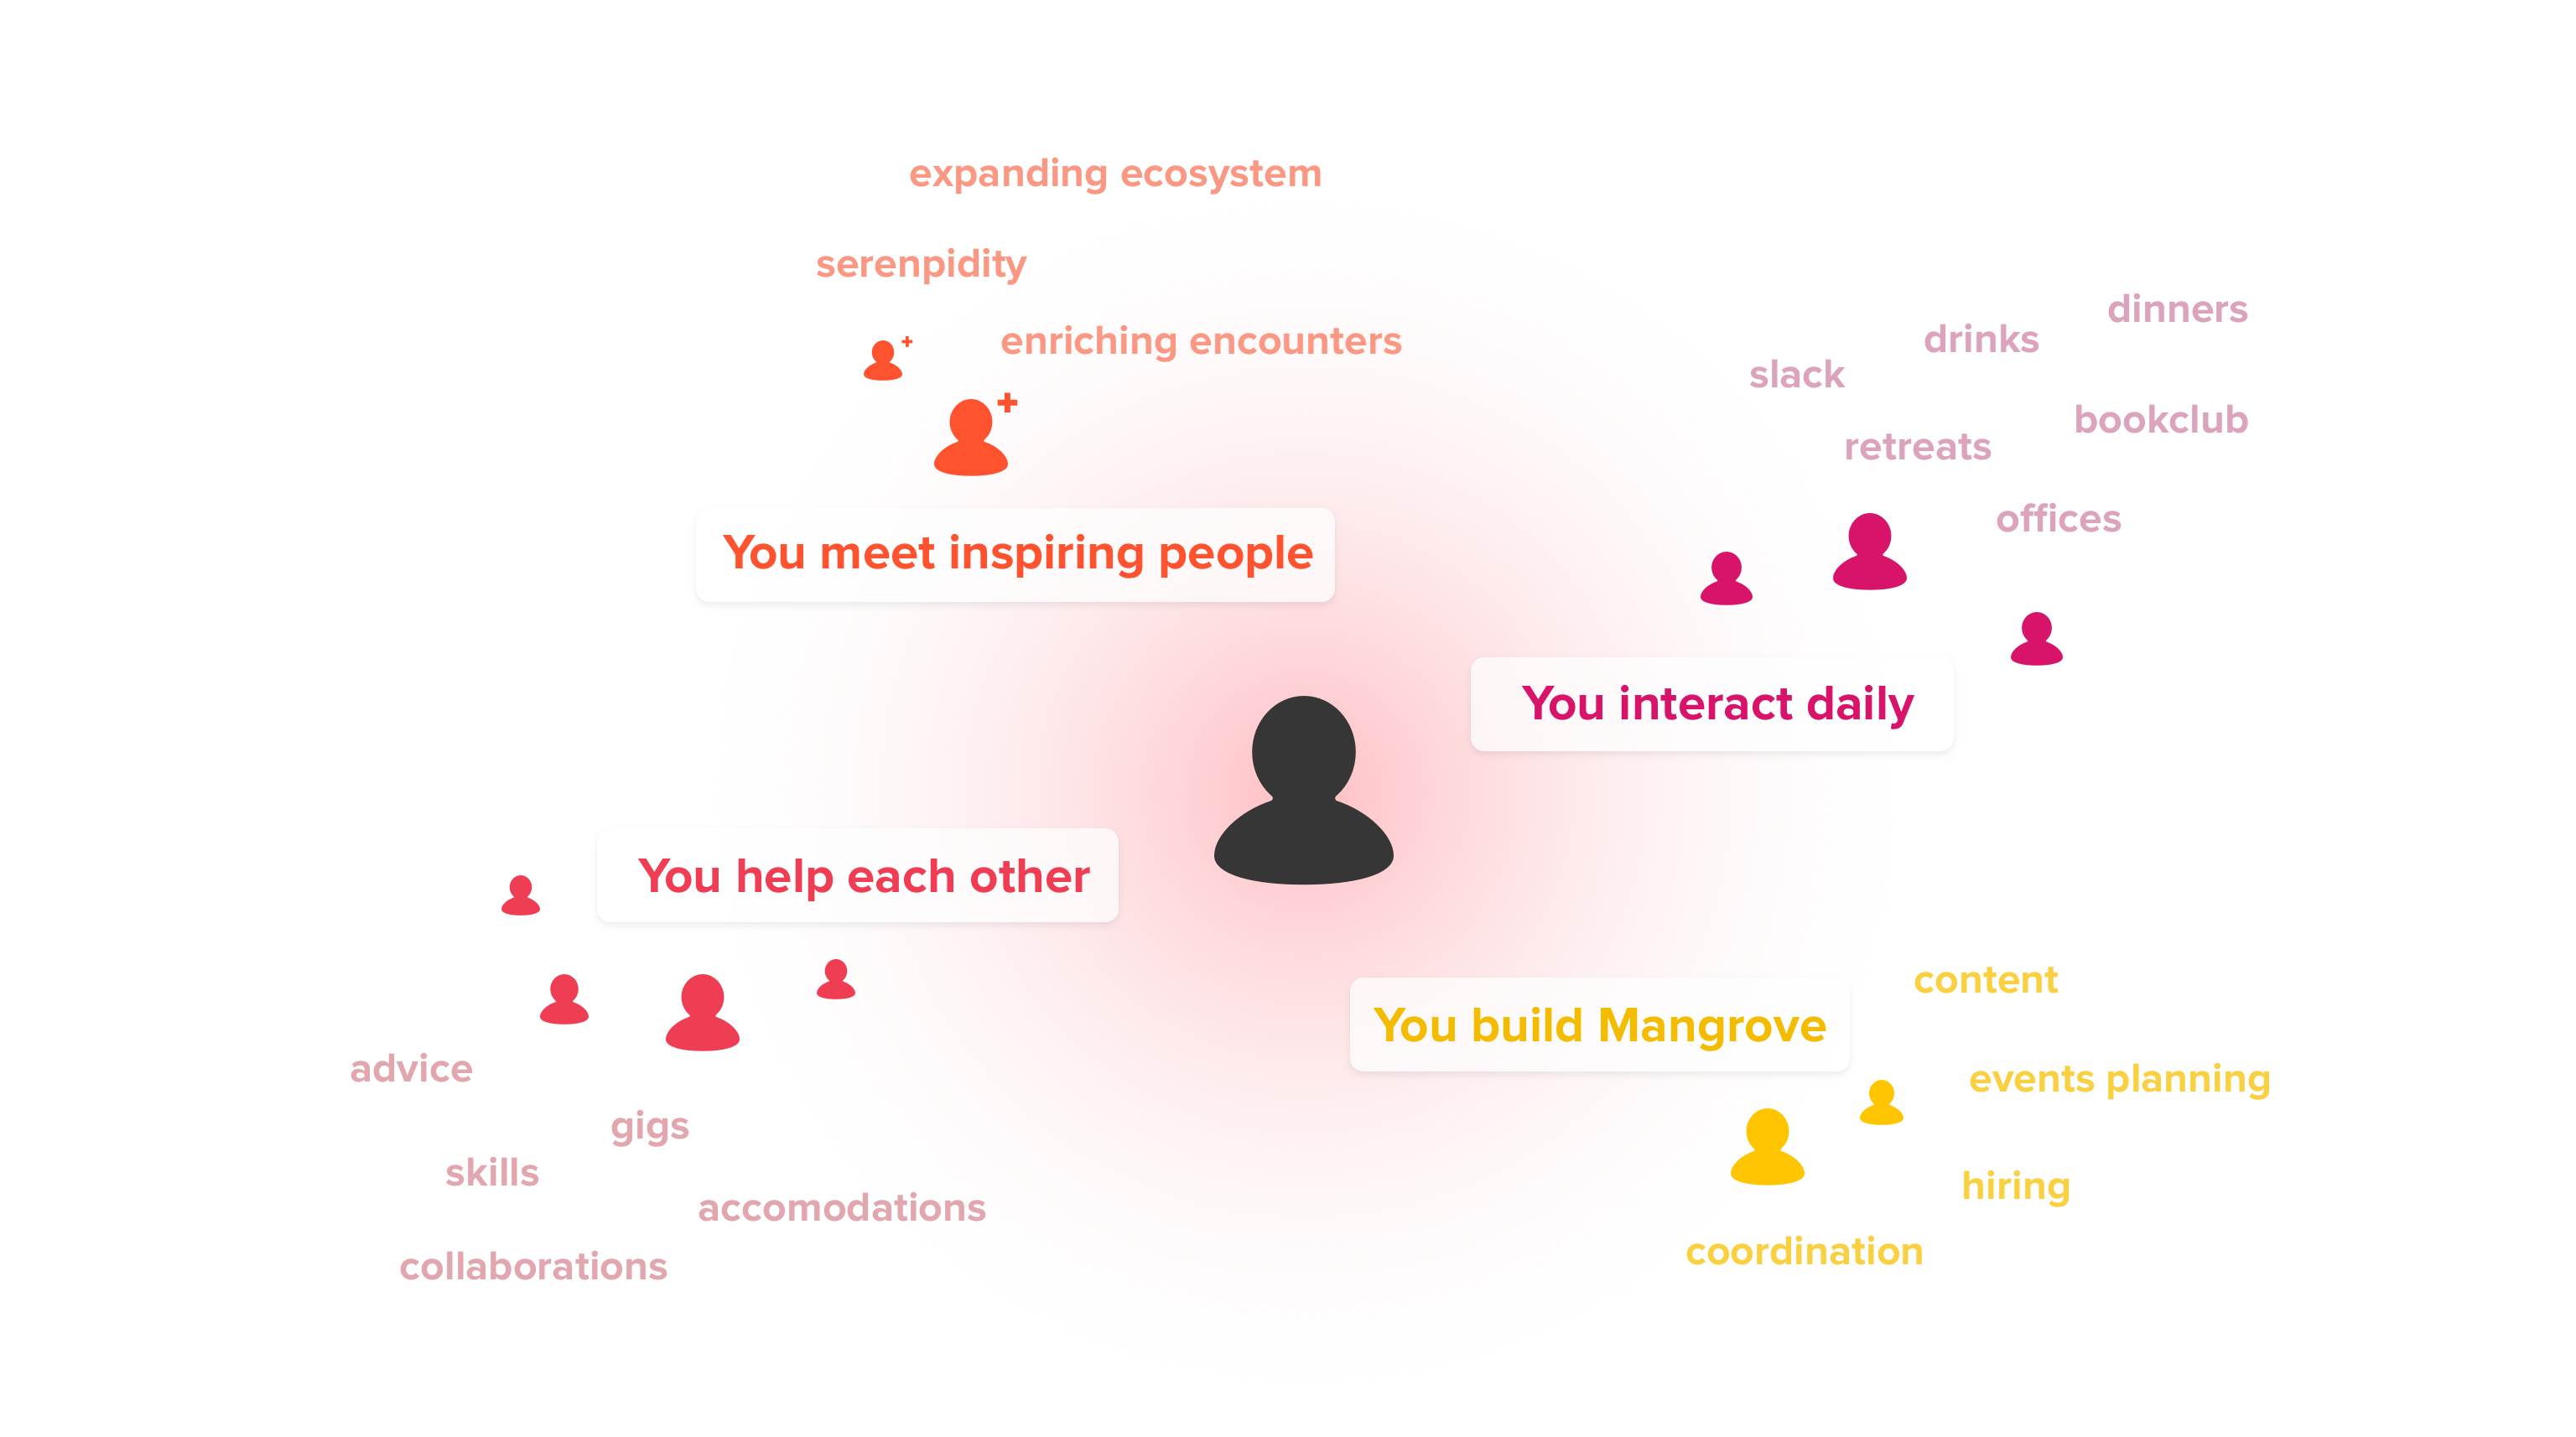 expanding ecosystem
serenpidity
enriching encounters
You meet inspiring people
dinners
drinks
slack
bookclub
retreats
offices
You interact daily
You help each other
advice
gigs
skills
accomodations
collaborations
You build Mangrove
content
events planning
hiring
coordination